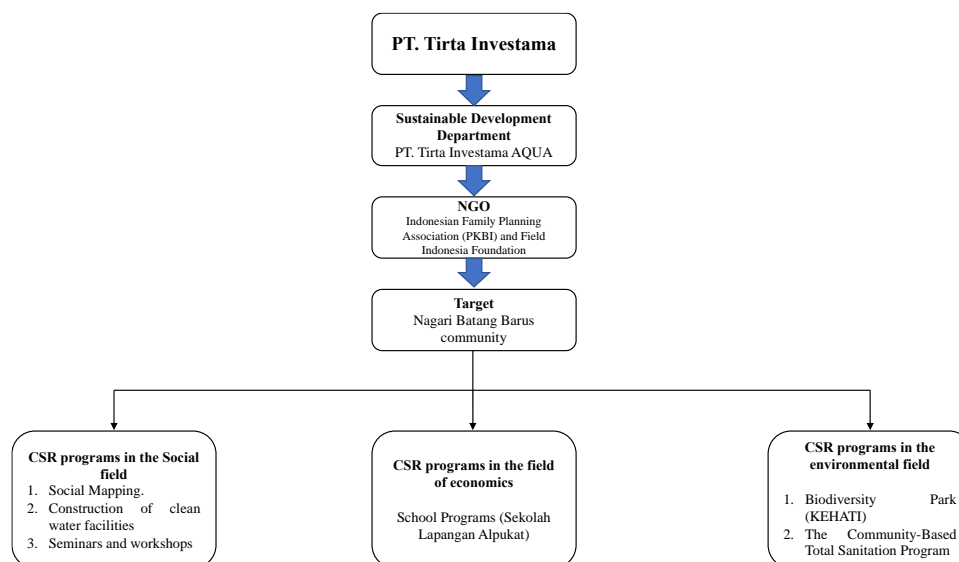 PT. Tirta Investama
Sustainable Development
Department
PT. Tirta Investama AQUA
NGO
Indonesian Family Planning
Association (PKBI) and Field
Indonesia Foundation
Target
Nagari Batang Barus
community
CSR programs in the Social
field
1. Social Mapping.
2. Construction of clean
water facilities
3. Seminars and workshops
CSR programs in the field
of economics
School Programs (Sekolah
Lapangan Alpukat)
CSR programs in the
environmental field
1. Biodiversity Park
(KEHATI)
2. The Community-Based
Total Sanitation Program